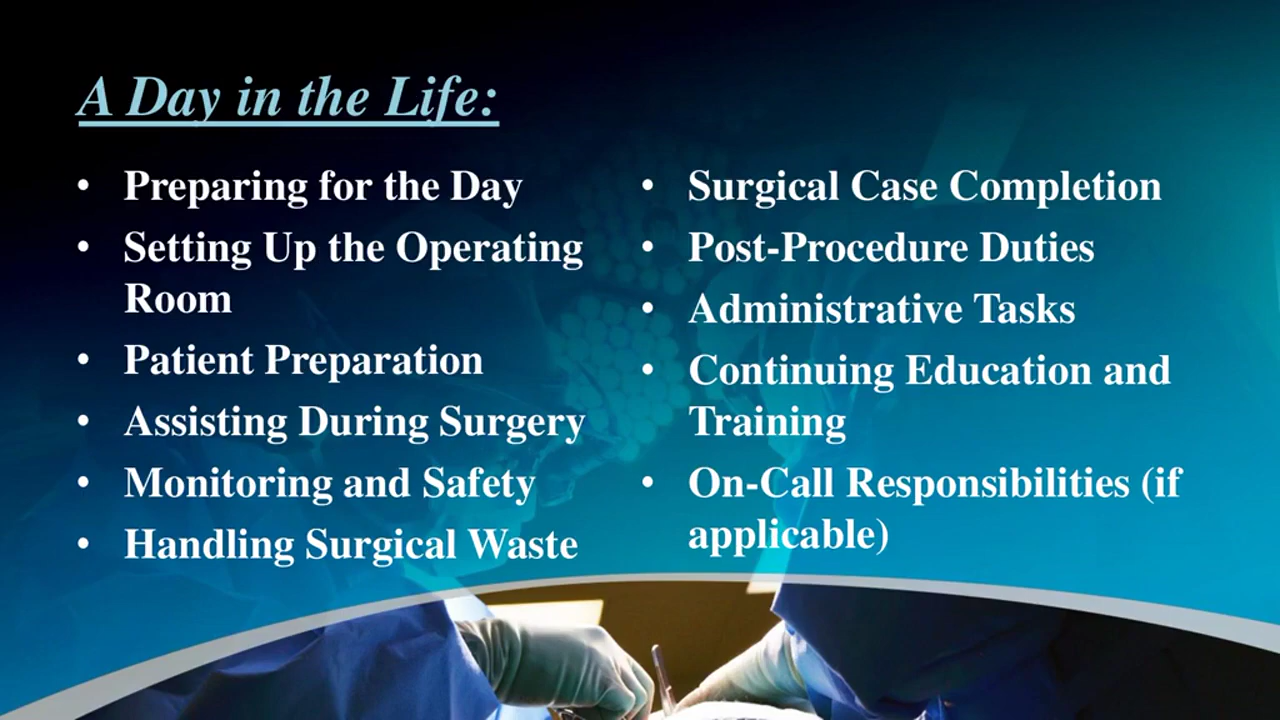 A Day in the Life:
• Preparing for the Day
• Setting Up the Operating
Room
• Patient Preparation
• Assisting During Surgery
• Monitoring and Safety
• Handling Surgical Waste
• Surgical Case Completion
• Post-Procedure Duties
• Administrative Tasks
• Continuing Education and
Training
• On-Call Responsibilities (if
applicable)